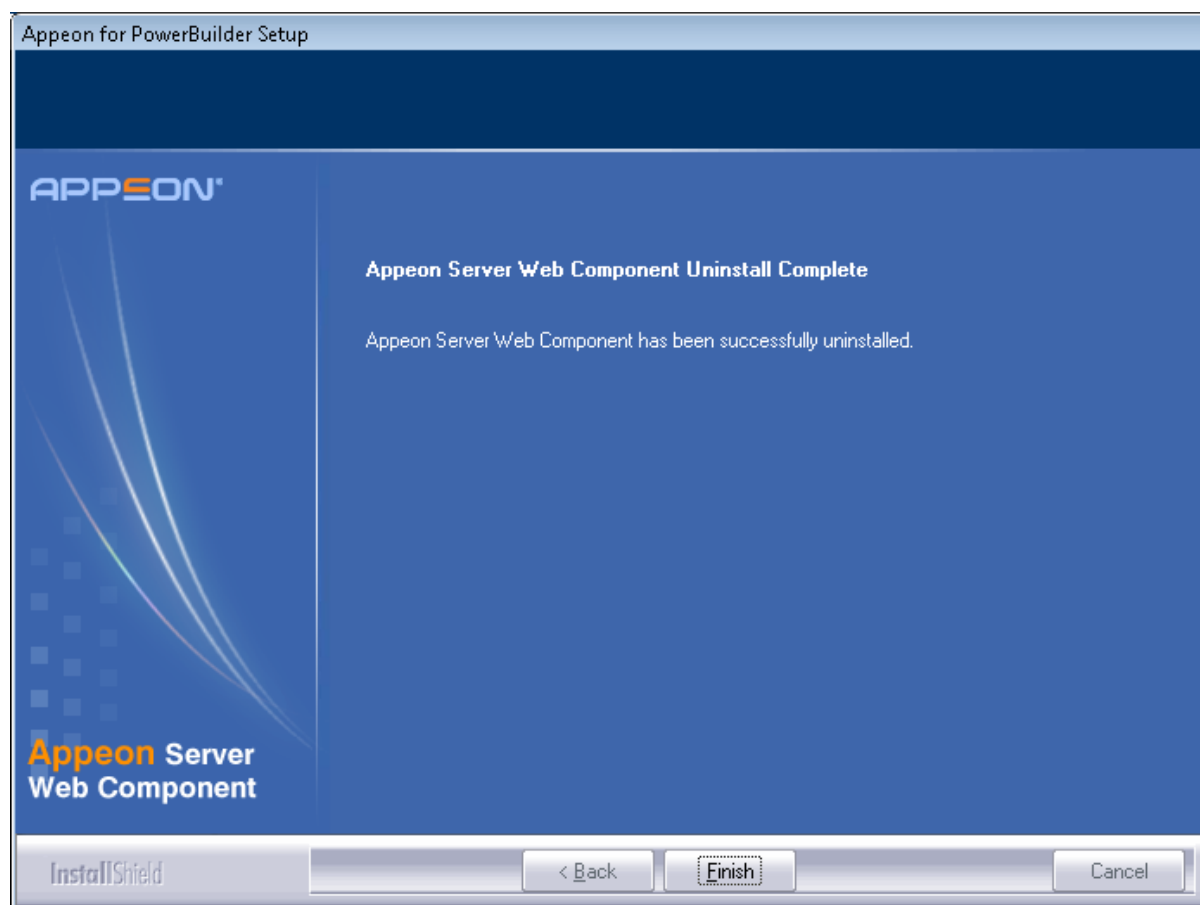 Appeon for PowerBuilder Setup
APPEON®
Appeon Server Web Component Uninstall Complete
Appeon Server Web Component has been successfully uninstalled.
Appeon Server
Web Component
InstallShield
< Back
Finish
Cancel